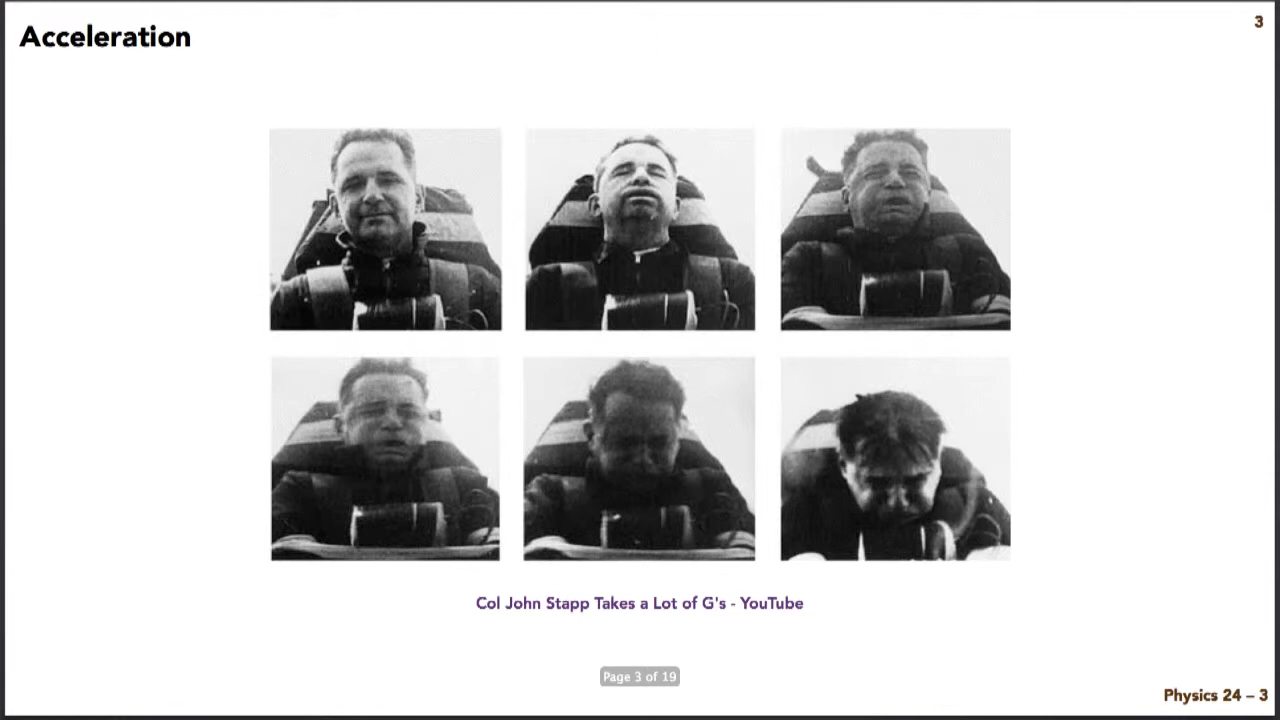 Acceleration
3
Col John Stapp Takes a Lot of G's - YouTube
Page 3 of 19
Physics 24 – 3